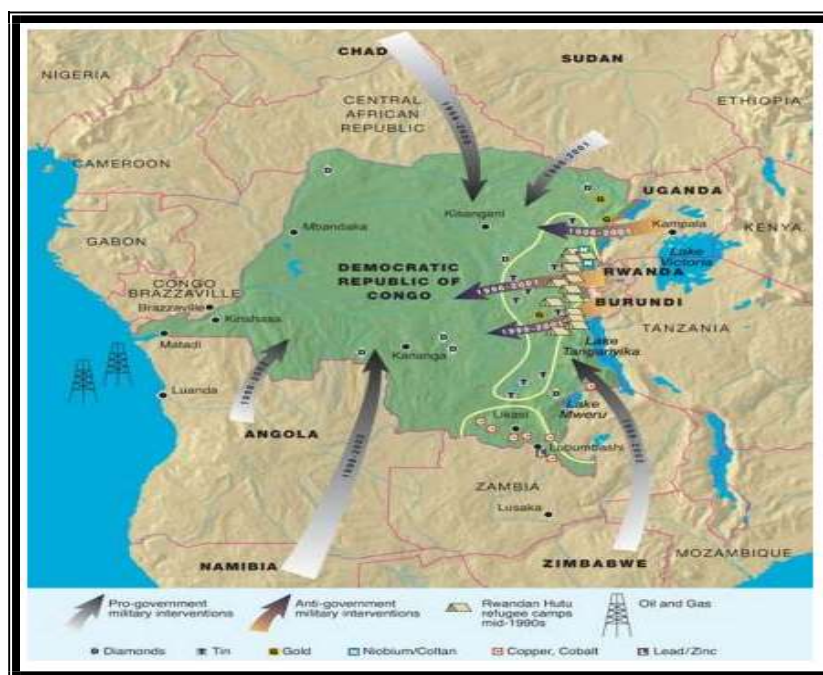 CHAD
SUDAN
NIGERIA
CENTRAL
AFRICAN
REPUBLIC
ETHIOPIA
CAMEROON
UGANDA
Mbandaka
Kisangani
1996-2001
Kampala
KENYA
GABON
Lake
Victoria
DEMOCRATIC
REPUBLIC OF
CONGO
RWANDA
CONGO
BRAZZAVILLE
Brazzaville
Kinshasa
BURUNDI
TANZANIA
Matadi
Kananga
Lake
Tanganyika
Luanda
Lake
Mweru
Likasi
ANGOLA
Lubumbashi
ZAMBIA
Lusaka
NAMIBIA
ZIMBABWE
MOZAMBIQUE
Pro-government
military interventions
Anti-government
military interventions
Rwandan Hutu
refugee camps
mid-1990s
Oil and Gas
D Diamonds
T Tin
G Gold
N Niobium/Coltan
C Copper, Cobalt
L Lead/Zinc